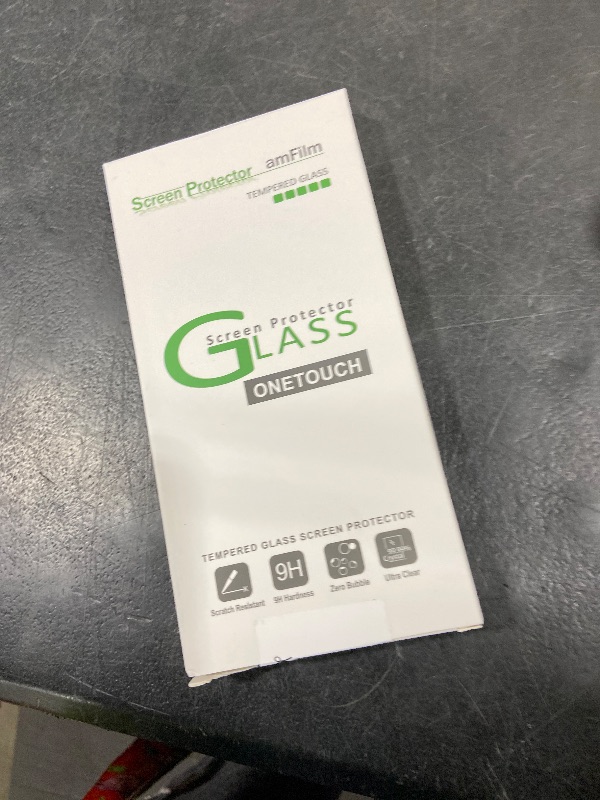 Screen Protector amFilm
TEMPERED GLASS
Screen Protector
GLASS
ONETOUCH
TEMPERED GLASS SCREEN PROTECTOR
9H
Crystal
Scratch Resistant 9H Hardness Zero Bubble Ultra Clear